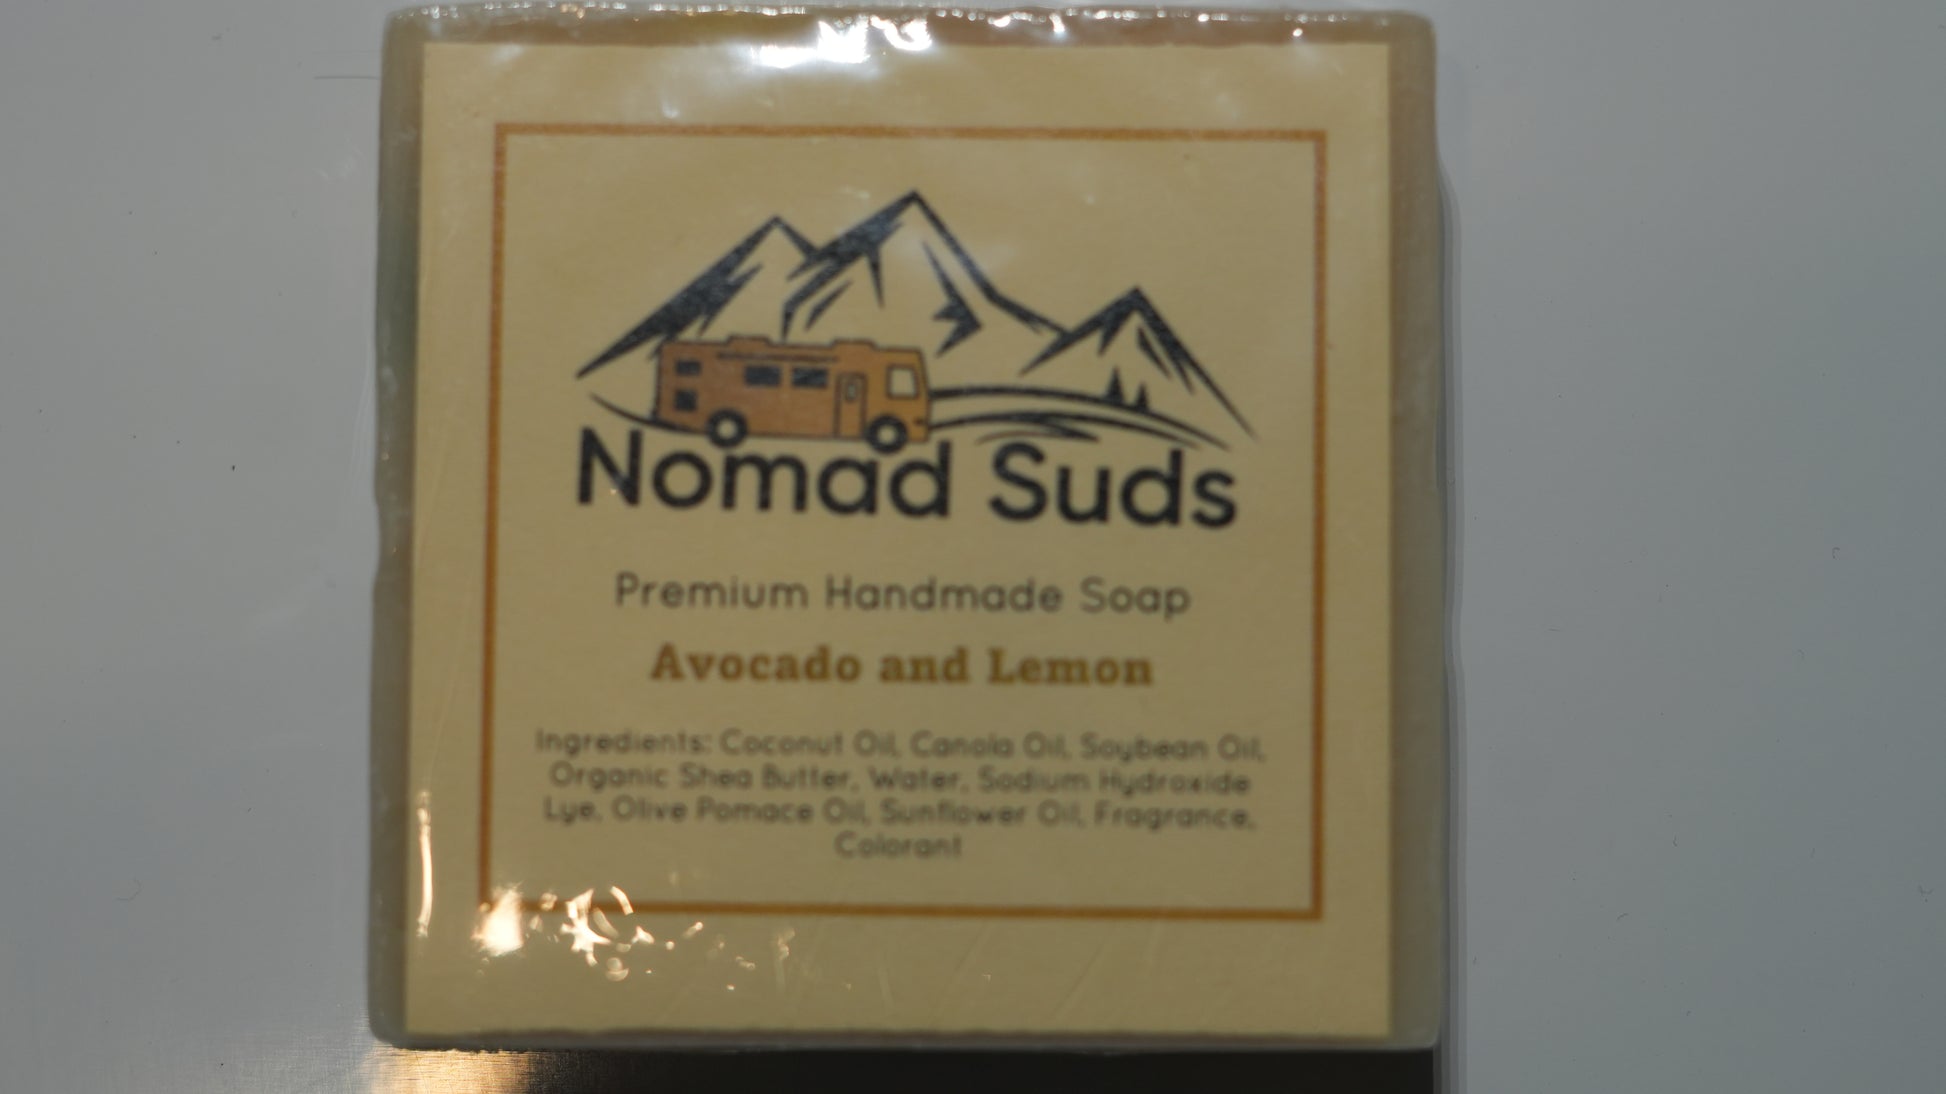 Nomad Suds
Premium Handmade Soap
Avocado and Lemon
Ingredients: Coconut Oil, Canola Oil, Soybean Oil,
Organic Shea Butter, Water, Sodium Hydroxide
Lye, Olive Pomace Oil, Sunflower Oil, Fragrance,
Colorant